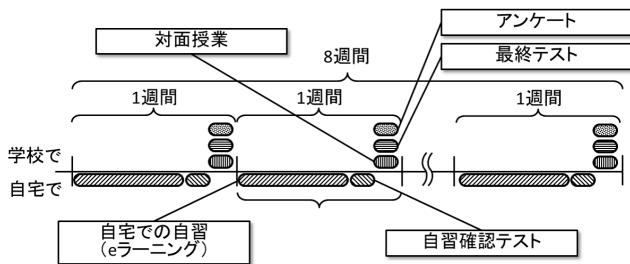 アンケート
対面授業
最終テスト
8週間
1週間
1週間
1週間
学校で
自宅で
自宅での自習
(eラーニング)
自習確認テスト